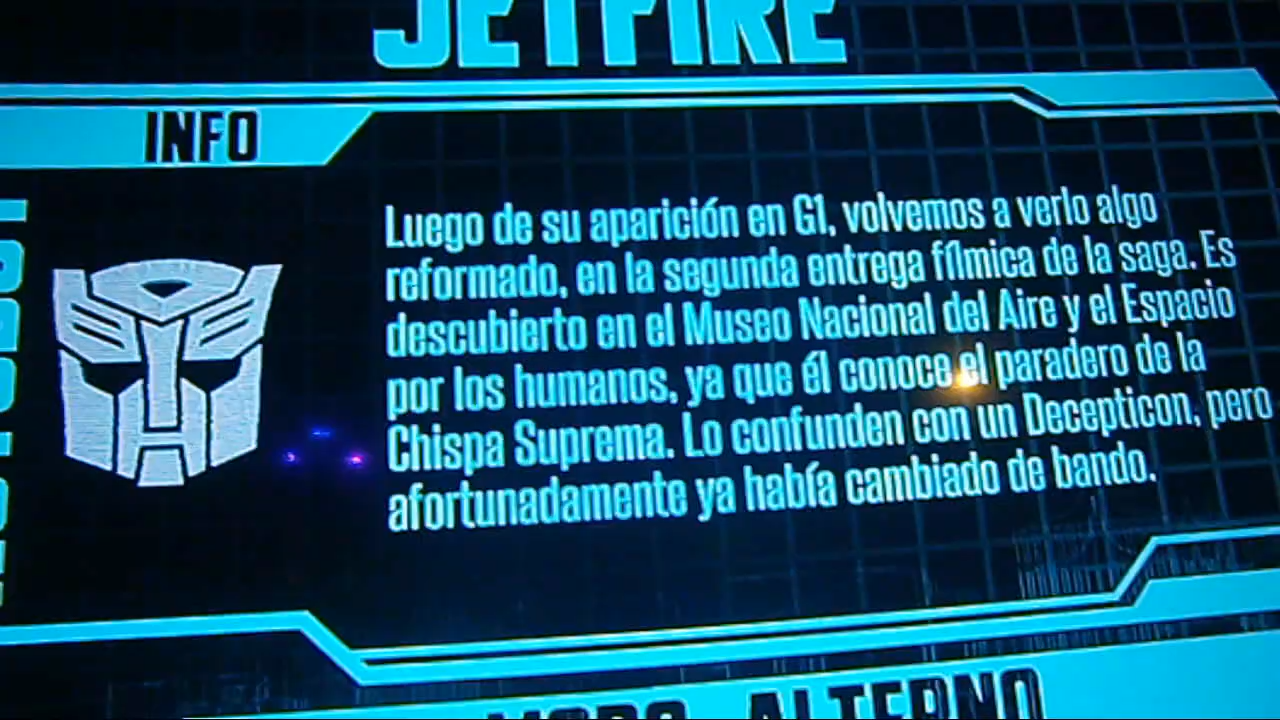 JETFIRE
INFO
Luego de su aparición en G1, volvemos a verlo algo
reformado, en la segunda entrega fílmica de la saga. Es
descubierto en el Museo Nacional del Aire y el Espacio
por los humanos, ya que él conoce el paradero de la
Chispa Suprema. Lo confunden con un Decepticon, pero
afortunadamente ya había cambiado de bando.
MODO ALTERNO